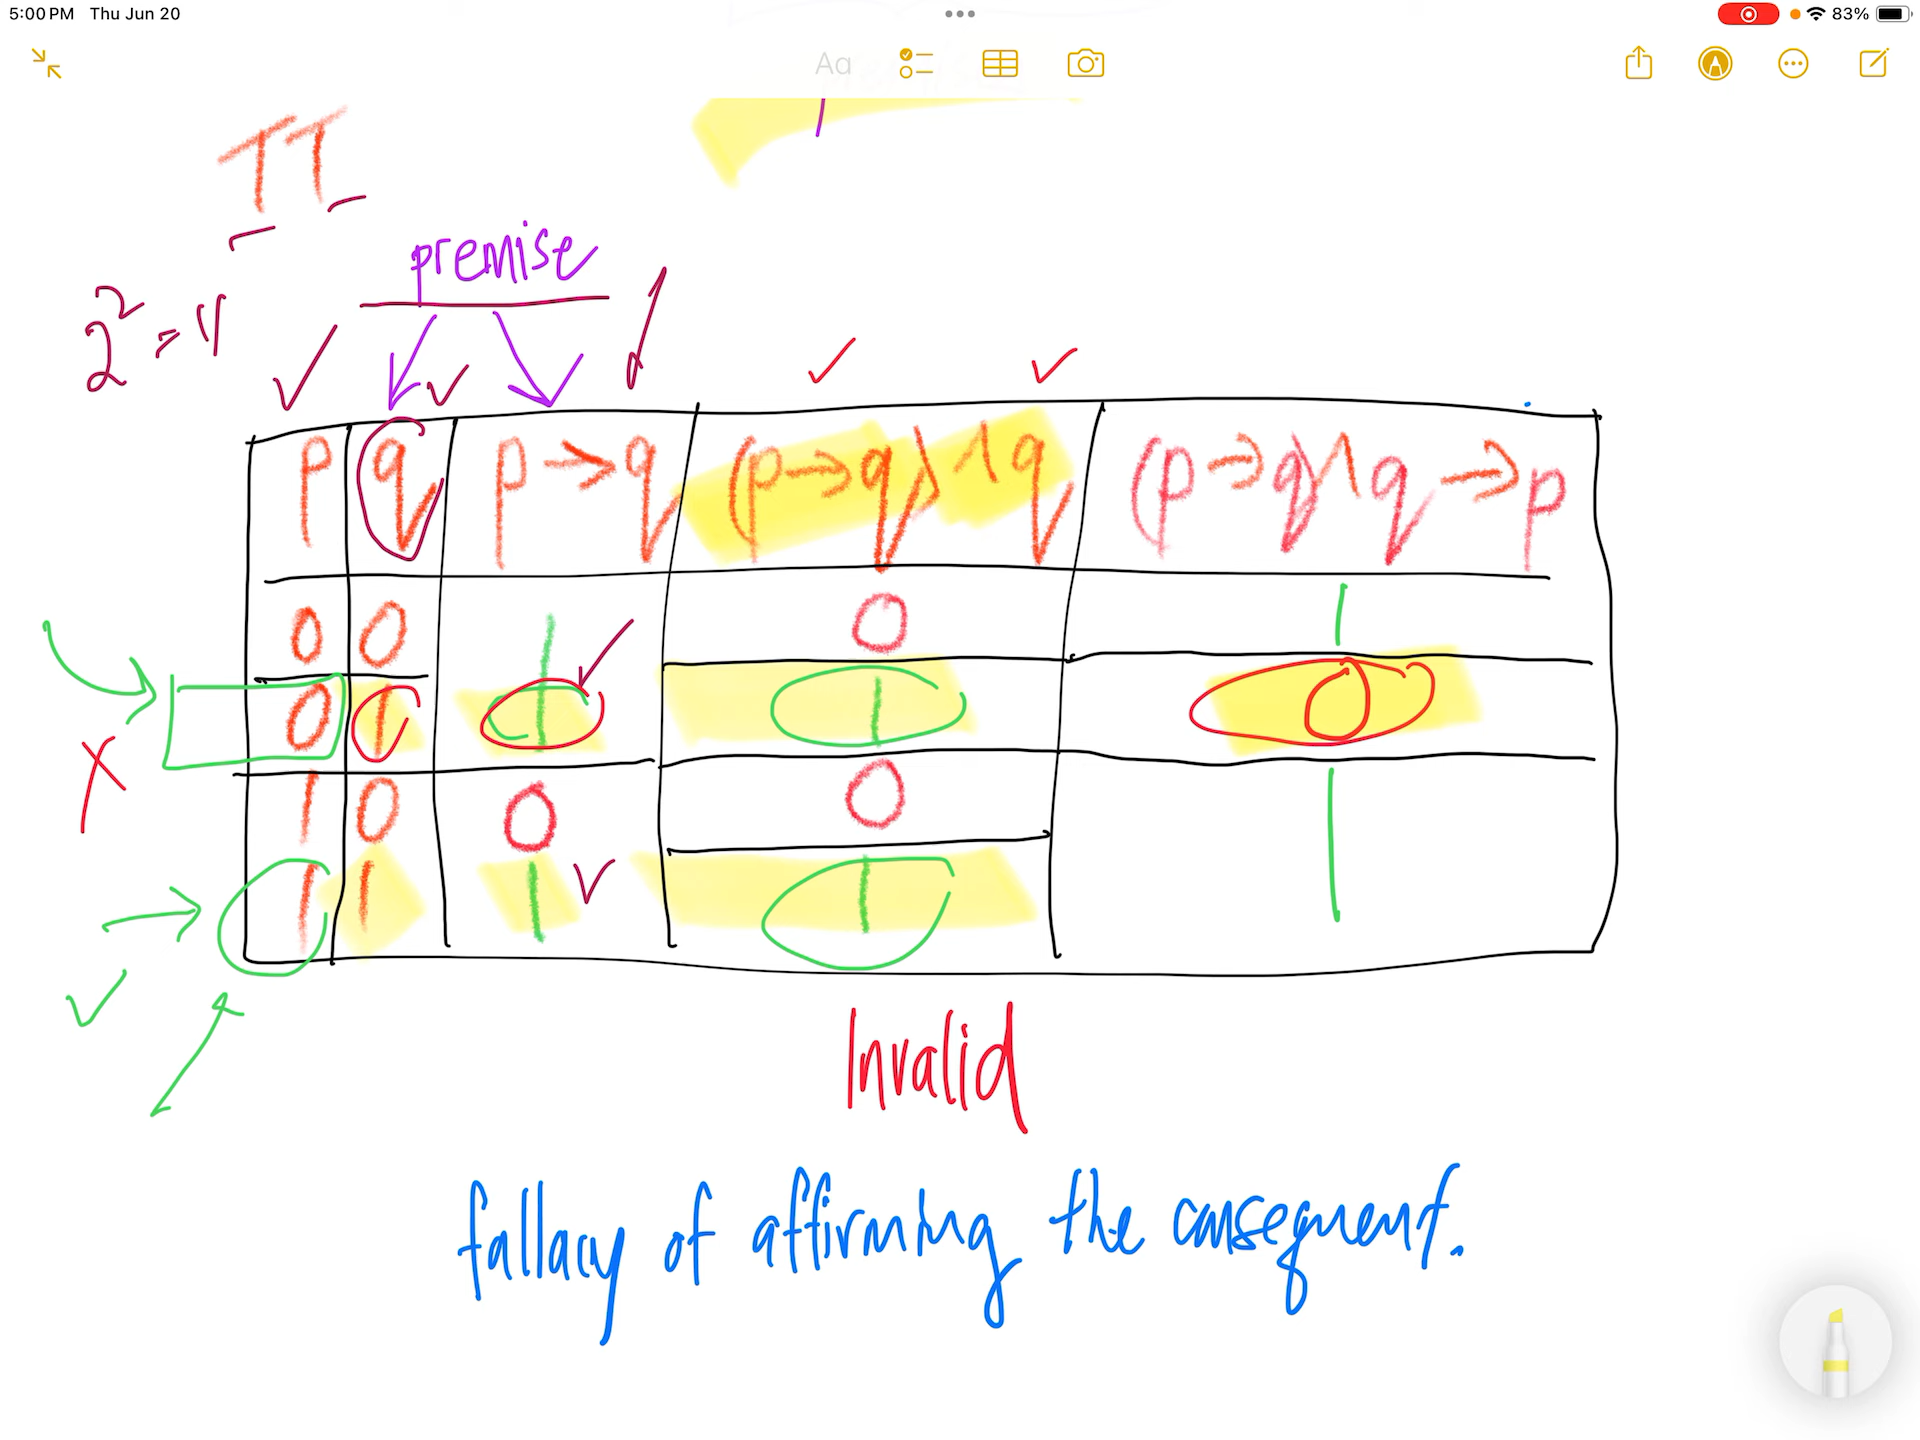 5:00 PM Thu Jun 20
83%
Aa
TT
premise
2² = 4
p q p → q (p → q) ∧ q (p → q) ∧ q → p
0 0 1 0 1
0 1 1 1 0
1 0 0 0 1
1 1 1 1
Invalid
fallacy of affirming the consequent.